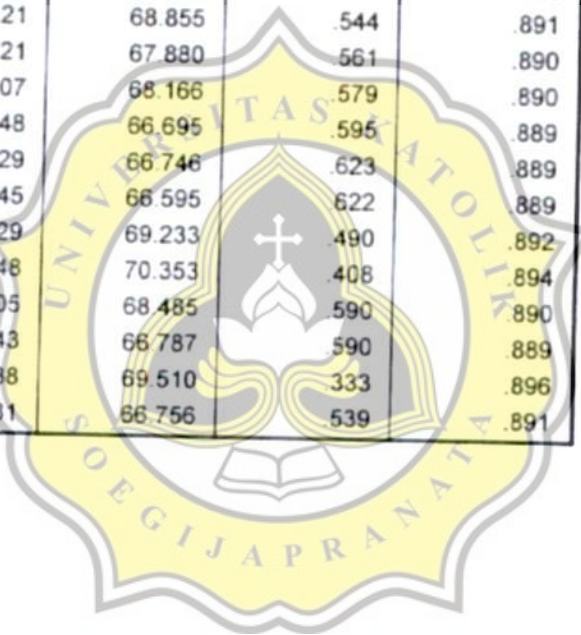 21 68.855 .544 .891
21 67.880 .561 .890
07 68.166 .579 .890
48 66.695 .595 .889
29 66.746 .623 .889
45 66.595 .622 .889
29 69.233 .490 .892
48 70.353 .408 .894
05 68.485 .590 .890
43 66.787 .590 .889
38 69.510 .333 .896
31 66.756 .539 .891
UNIVERSITAS KATOLIK
SOEGIJAPRANATA